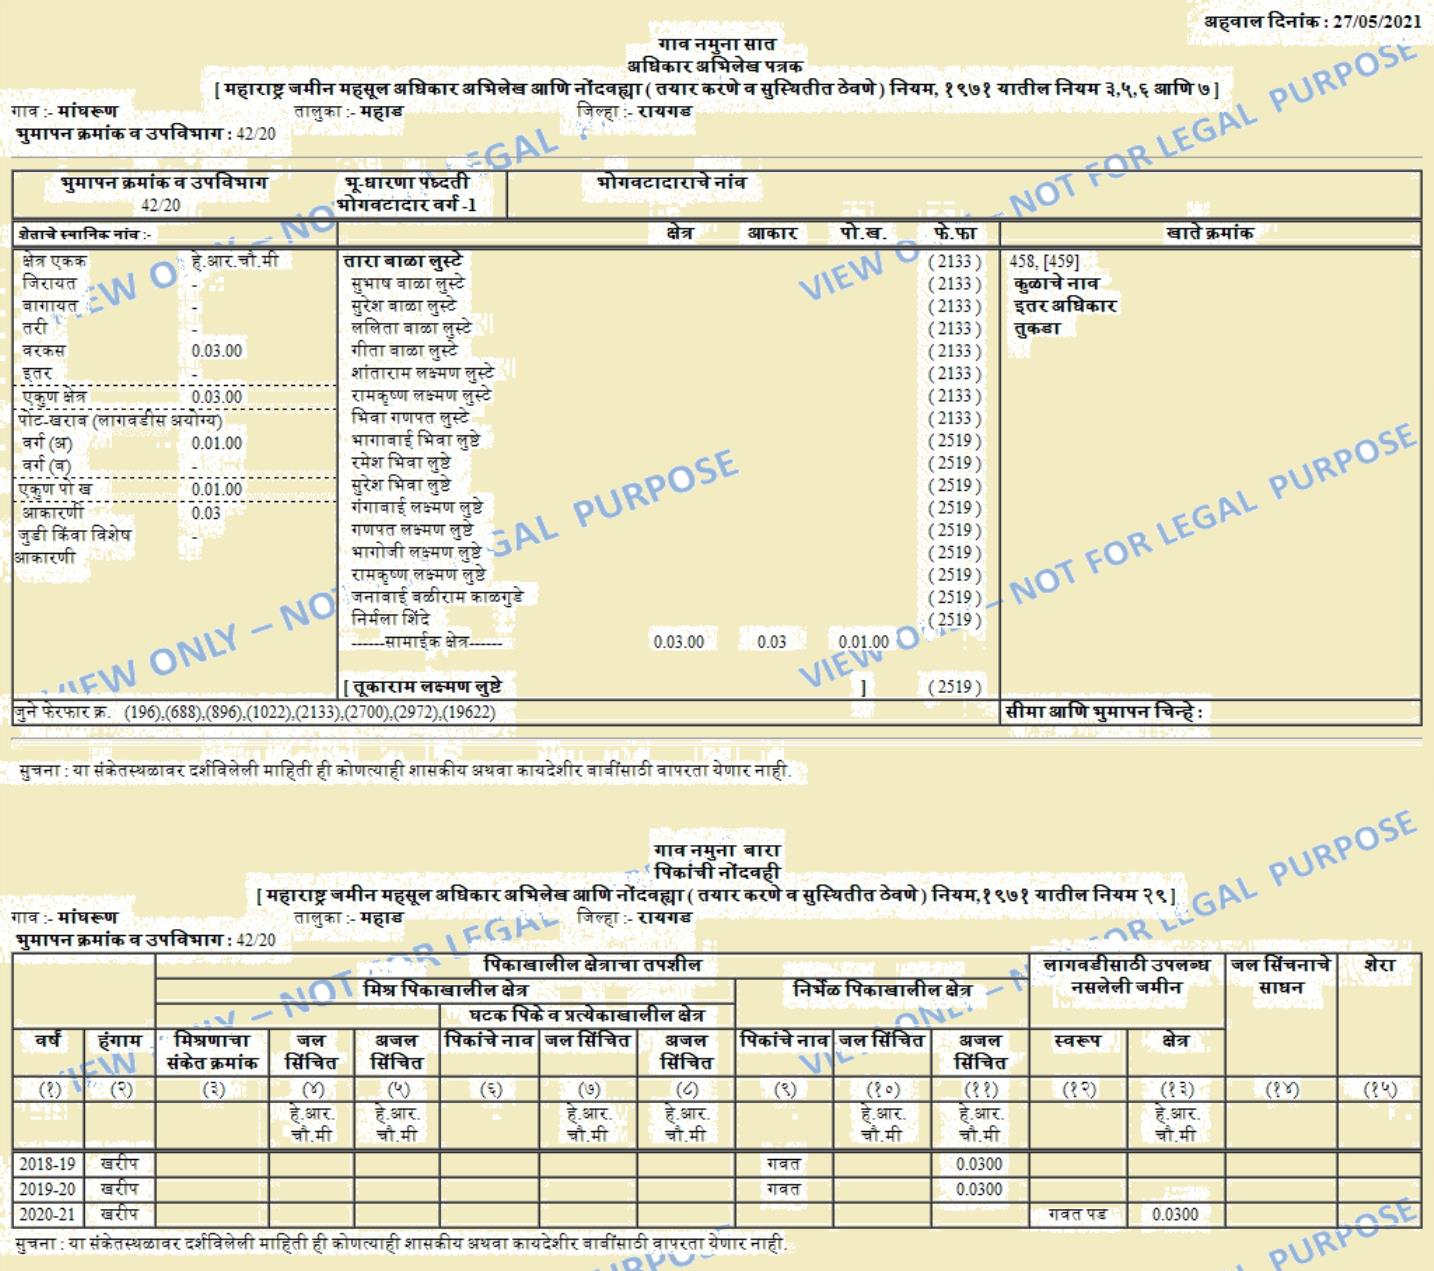 अहवाल दिनांक : 27/05/2021
गाव नमुना सात
अधिकार अभिलेख पत्रक
[ महाराष्ट्र जमीन महसूल अधिकार अभिलेख आणि नोंदवह्या ( तयार करणे व सुस्थितीत ठेवणे ) नियम, १९७१ यातील नियम ३,५,६ आणि ७ ]
गाव :- मांघरूण तालुका :- महाड जिल्हा :- रायगड
भुमापन क्रमांक व उपविभाग : 42/20
भुमापन क्रमांक व उपविभाग भू-धारणा पध्दती भोगवटादाराचे नांव
42/20 भोगवटादार वर्ग -1
शेताचे स्थानिक नांव :- क्षेत्र आकार पो.ख. फे.फा खाते क्रमांक
क्षेत्र एकक हे.आर.चौ.मी तारा बाळा लुस्टे ( 2133 ) 458, [459]
जिरायत - सुभाष बाळा लुस्टे ( 2133 ) कुळाचे नाव
बागायत - सुरेश बाळा लुस्टे ( 2133 ) इतर अधिकार
तरी - ललिता बाळा लुस्टे ( 2133 ) तुकडा
वरकस 0.03.00 गीता बाळा लुस्टे ( 2133 )
इतर - शांताराम लक्ष्मण लुस्टे ( 2133 )
एकुण क्षेत्र 0.03.00 रामकृष्ण लक्ष्मण लुस्टे ( 2133 )
पोट-खराब (लागवडीस अयोग्य) भिवा गणपत लुस्टे ( 2133 )
वर्ग (अ) 0.01.00 भागाबाई भिवा लुष्टे ( 2519 )
वर्ग (ब) - रमेश भिवा लुष्टे ( 2519 )
एकुण पो ख 0.01.00 सुरेश भिवा लुष्टे ( 2519 )
आकारणी 0.03 गंगाबाई लक्ष्मण लुष्टे ( 2519 )
जुडी किंवा विशेष - गणपत लक्ष्मण लुष्टे ( 2519 )
आकारणी भागोजी लक्ष्मण लुष्टे ( 2519 )
रामकृष्ण लक्ष्मण लुष्टे ( 2519 )
जनाबाई बळीराम काळगुडे ( 2519 )
निर्मला शिंदे ( 2519 )
------सामाईक क्षेत्र------ 0.03.00 0.03 0.01.00
[ तूकाराम लक्ष्मण लुष्टे ] ( 2519 )
जुने फेरफार क्र. (196),(688),(896),(1022),(2133),(2700),(2972),(19622) सीमा आणि भुमापन चिन्हे :
सुचना : या संकेतस्थळावर दर्शविलेली माहिती ही कोणत्याही शासकीय अथवा कायदेशीर बाबींसाठी वापरता येणार नाही.
गाव नमुना बारा
पिकांची नोंदवही
[ महाराष्ट्र जमीन महसूल अधिकार अभिलेख आणि नोंदवह्या ( तयार करणे व सुस्थितीत ठेवणे ) नियम,१९७१ यातील नियम २९ ]
गाव :- मांघरूण तालुका :- महाड जिल्हा :- रायगड
भुमापन क्रमांक व उपविभाग : 42/20
पिकाखालील क्षेत्राचा तपशील लागवडीसाठी उपलब्ध जल सिंचनाचे शेरा
नसलेली जमीन साधन
मिश्र पिकाखालील क्षेत्र निर्भेळ पिकाखालील क्षेत्र
घटक पिके व प्रत्येकाखालील क्षेत्र
वर्ष हंगाम मिश्रणाचा जल अजल पिकांचे नाव जल सिंचित अजल पिकांचे नाव जल सिंचित अजल स्वरूप क्षेत्र
संकेत क्रमांक सिंचित सिंचित सिंचित सिंचित
(१) (२) (३) (४) (५) (६) (७) (८) (९) (१०) (११) (१२) (१३) (१४) (१५)
हे.आर. हे.आर. हे.आर. हे.आर. हे.आर. हे.आर. हे.आर.
चौ.मी चौ.मी चौ.मी चौ.मी चौ.मी चौ.मी चौ.मी
2018-19 खरीप गवत 0.0300
2019-20 खरीप गवत 0.0300
2020-21 खरीप गवत पड 0.0300
सुचना : या संकेतस्थळावर दर्शविलेली माहिती ही कोणत्याही शासकीय अथवा कायदेशीर बाबींसाठी वापरता येणार नाही.
VIEW ONLY – NOT FOR LEGAL PURPOSE